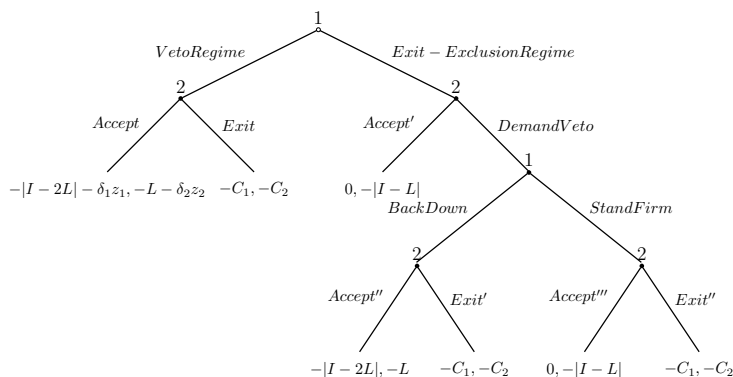 1
VetoRegime
Exit − ExclusionRegime
2
2
Accept
Exit
Accept′
DemandVeto
1
−|I − 2L| − δ₁z₁, −L − δ₂z₂
−C₁, −C₂
0, −|I − L|
BackDown
StandFirm
2
2
Accept′′
Exit′
Accept′′′
Exit′′
−|I − 2L|, −L
−C₁, −C₂
0, −|I − L|
−C₁, −C₂